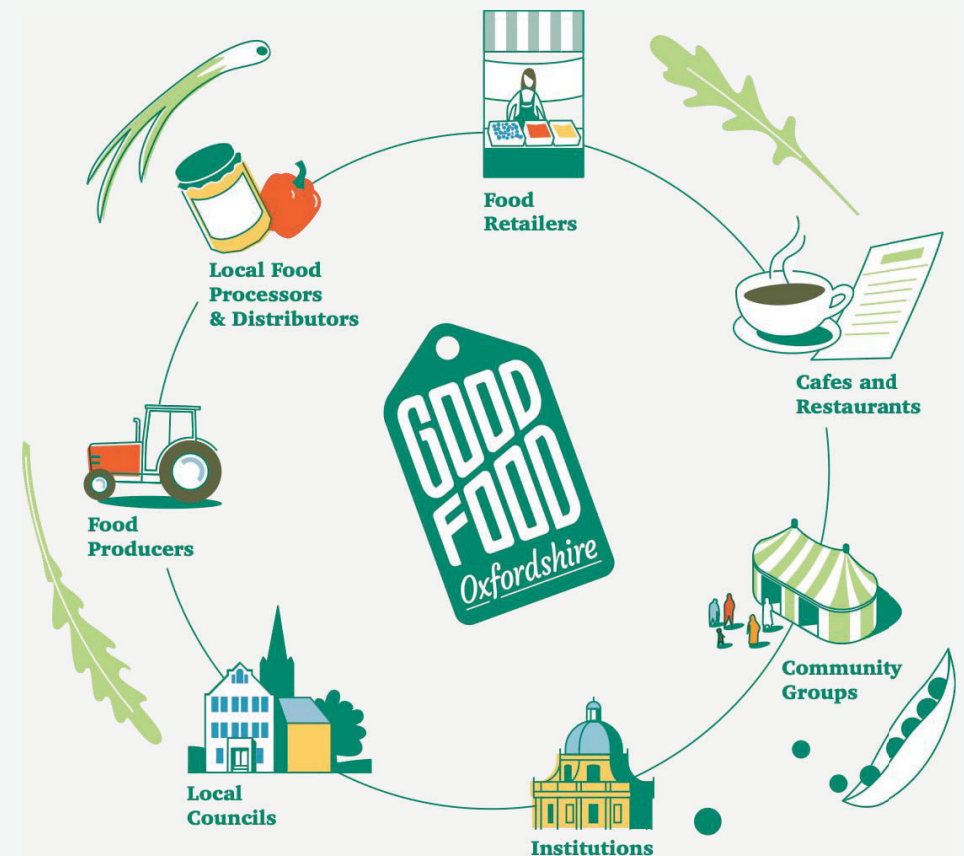 Food
Retailers
Local Food
Processors
& Distributors
Cafes and
Restaurants
GOOD
FOOD
Oxfordshire
Food
Producers
Community
Groups
Local
Councils
Institutions